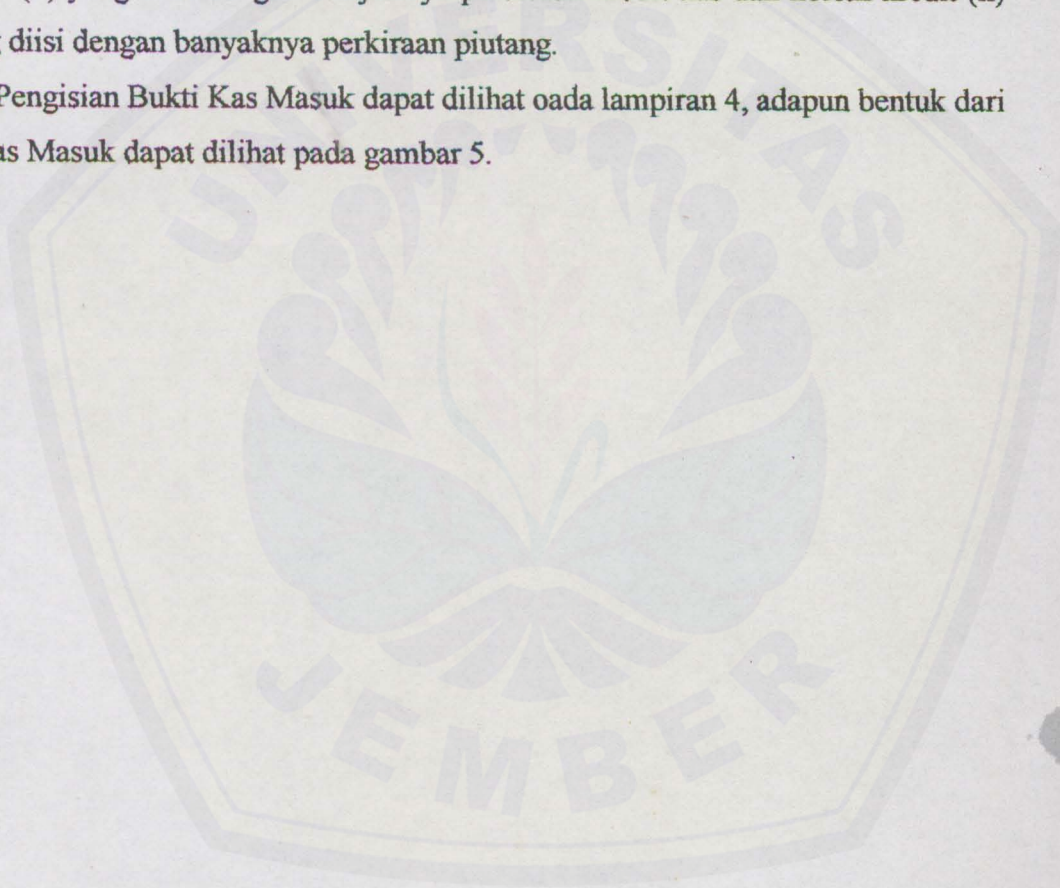 diisi dengan banyaknya perkiraan piutang.
Pengisian Bukti Kas Masuk dapat dilihat oada lampiran 4, adapun bentuk dari
as Masuk dapat dilihat pada gambar 5.
UNIVERSITAS
JEMBER